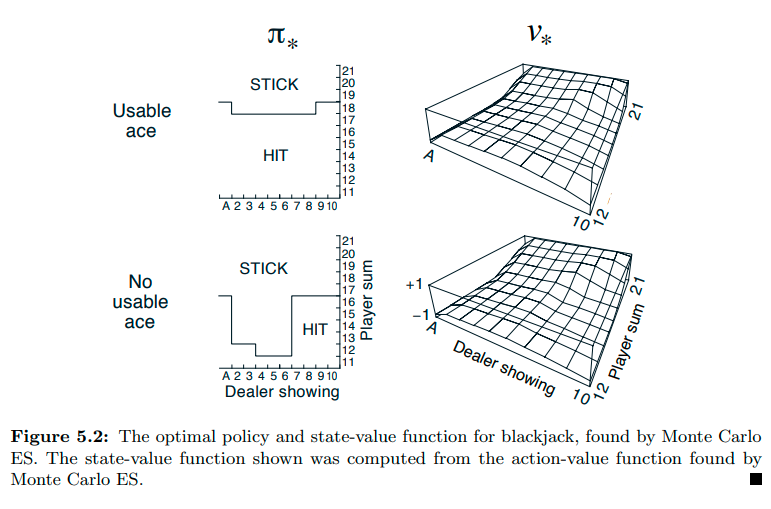 π* v*
Usable
ace
STICK
HIT
21
20
19
18
17
16
15
14
13
12
11
A 2 3 4 5 6 7 8 9 10
A
10
12
21
No
usable
ace
STICK
HIT
21
20
19
18
17
16
15
14
13
12
11
Player sum
A 2 3 4 5 6 7 8 9 10
Dealer showing
+1
−1
A
Dealer showing
10
12
Player sum
21
Figure 5.2: The optimal policy and state-value function for blackjack, found by Monte Carlo
ES. The state-value function shown was computed from the action-value function found by
Monte Carlo ES.